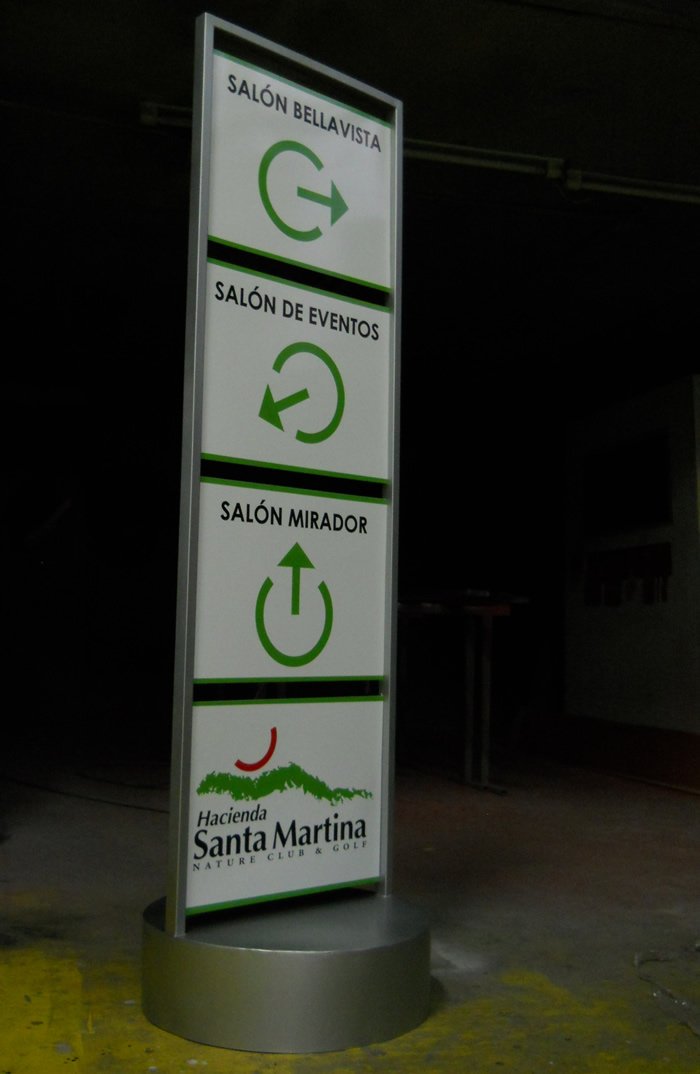 SALÓN BELLAVISTA
SALÓN DE EVENTOS
SALÓN MIRADOR
Hacienda
Santa Martina
NATURE CLUB & GOLF